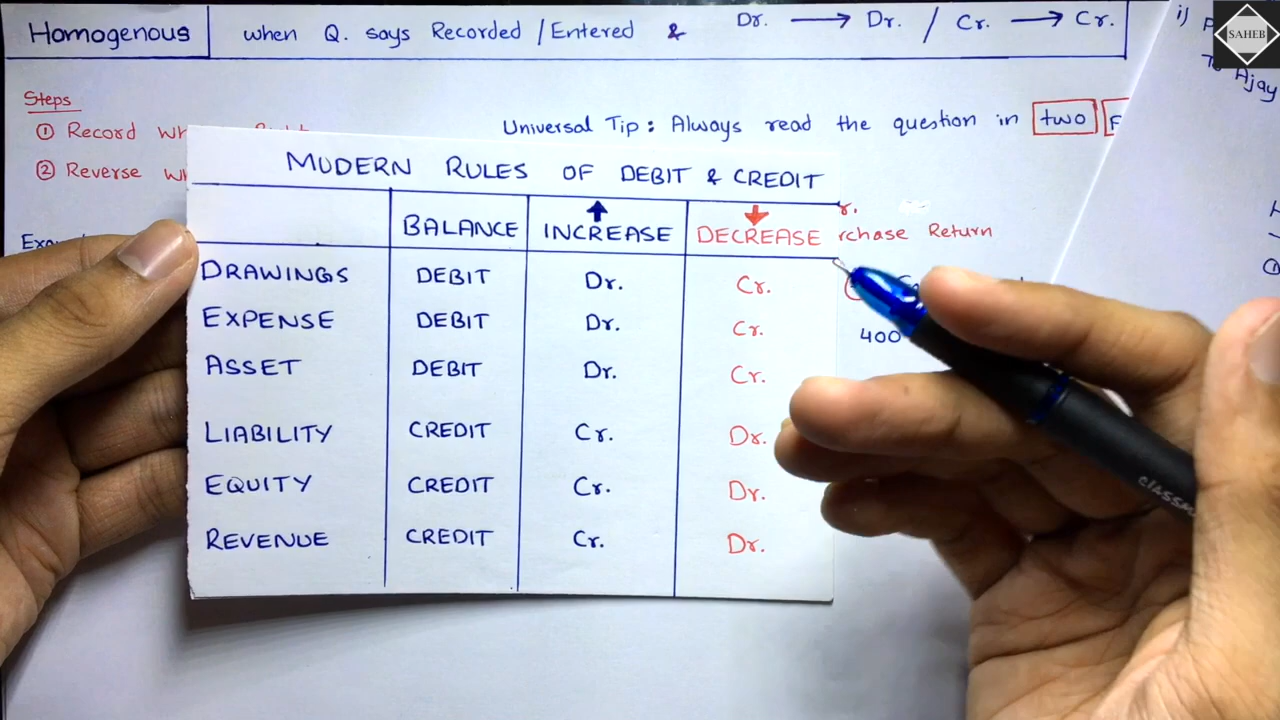 Homogenous when Q. says Recorded / Entered & Dr. → Dr. / Cr. → Cr.
SAHEB
i)
To Ajay
Steps
① Record
Universal Tip: Always read the question in two
② Reverse
MODERN RULES OF DEBIT & CREDIT
BALANCE ↑ INCREASE ↓ DECREASE
Return
DRAWINGS DEBIT Dr. Cr.
EXPENSE DEBIT Dr. Cr.
400
ASSET DEBIT Dr. Cr.
LIABILITY CREDIT Cr. Dr.
EQUITY CREDIT Cr. Dr.
REVENUE CREDIT Cr. Dr.